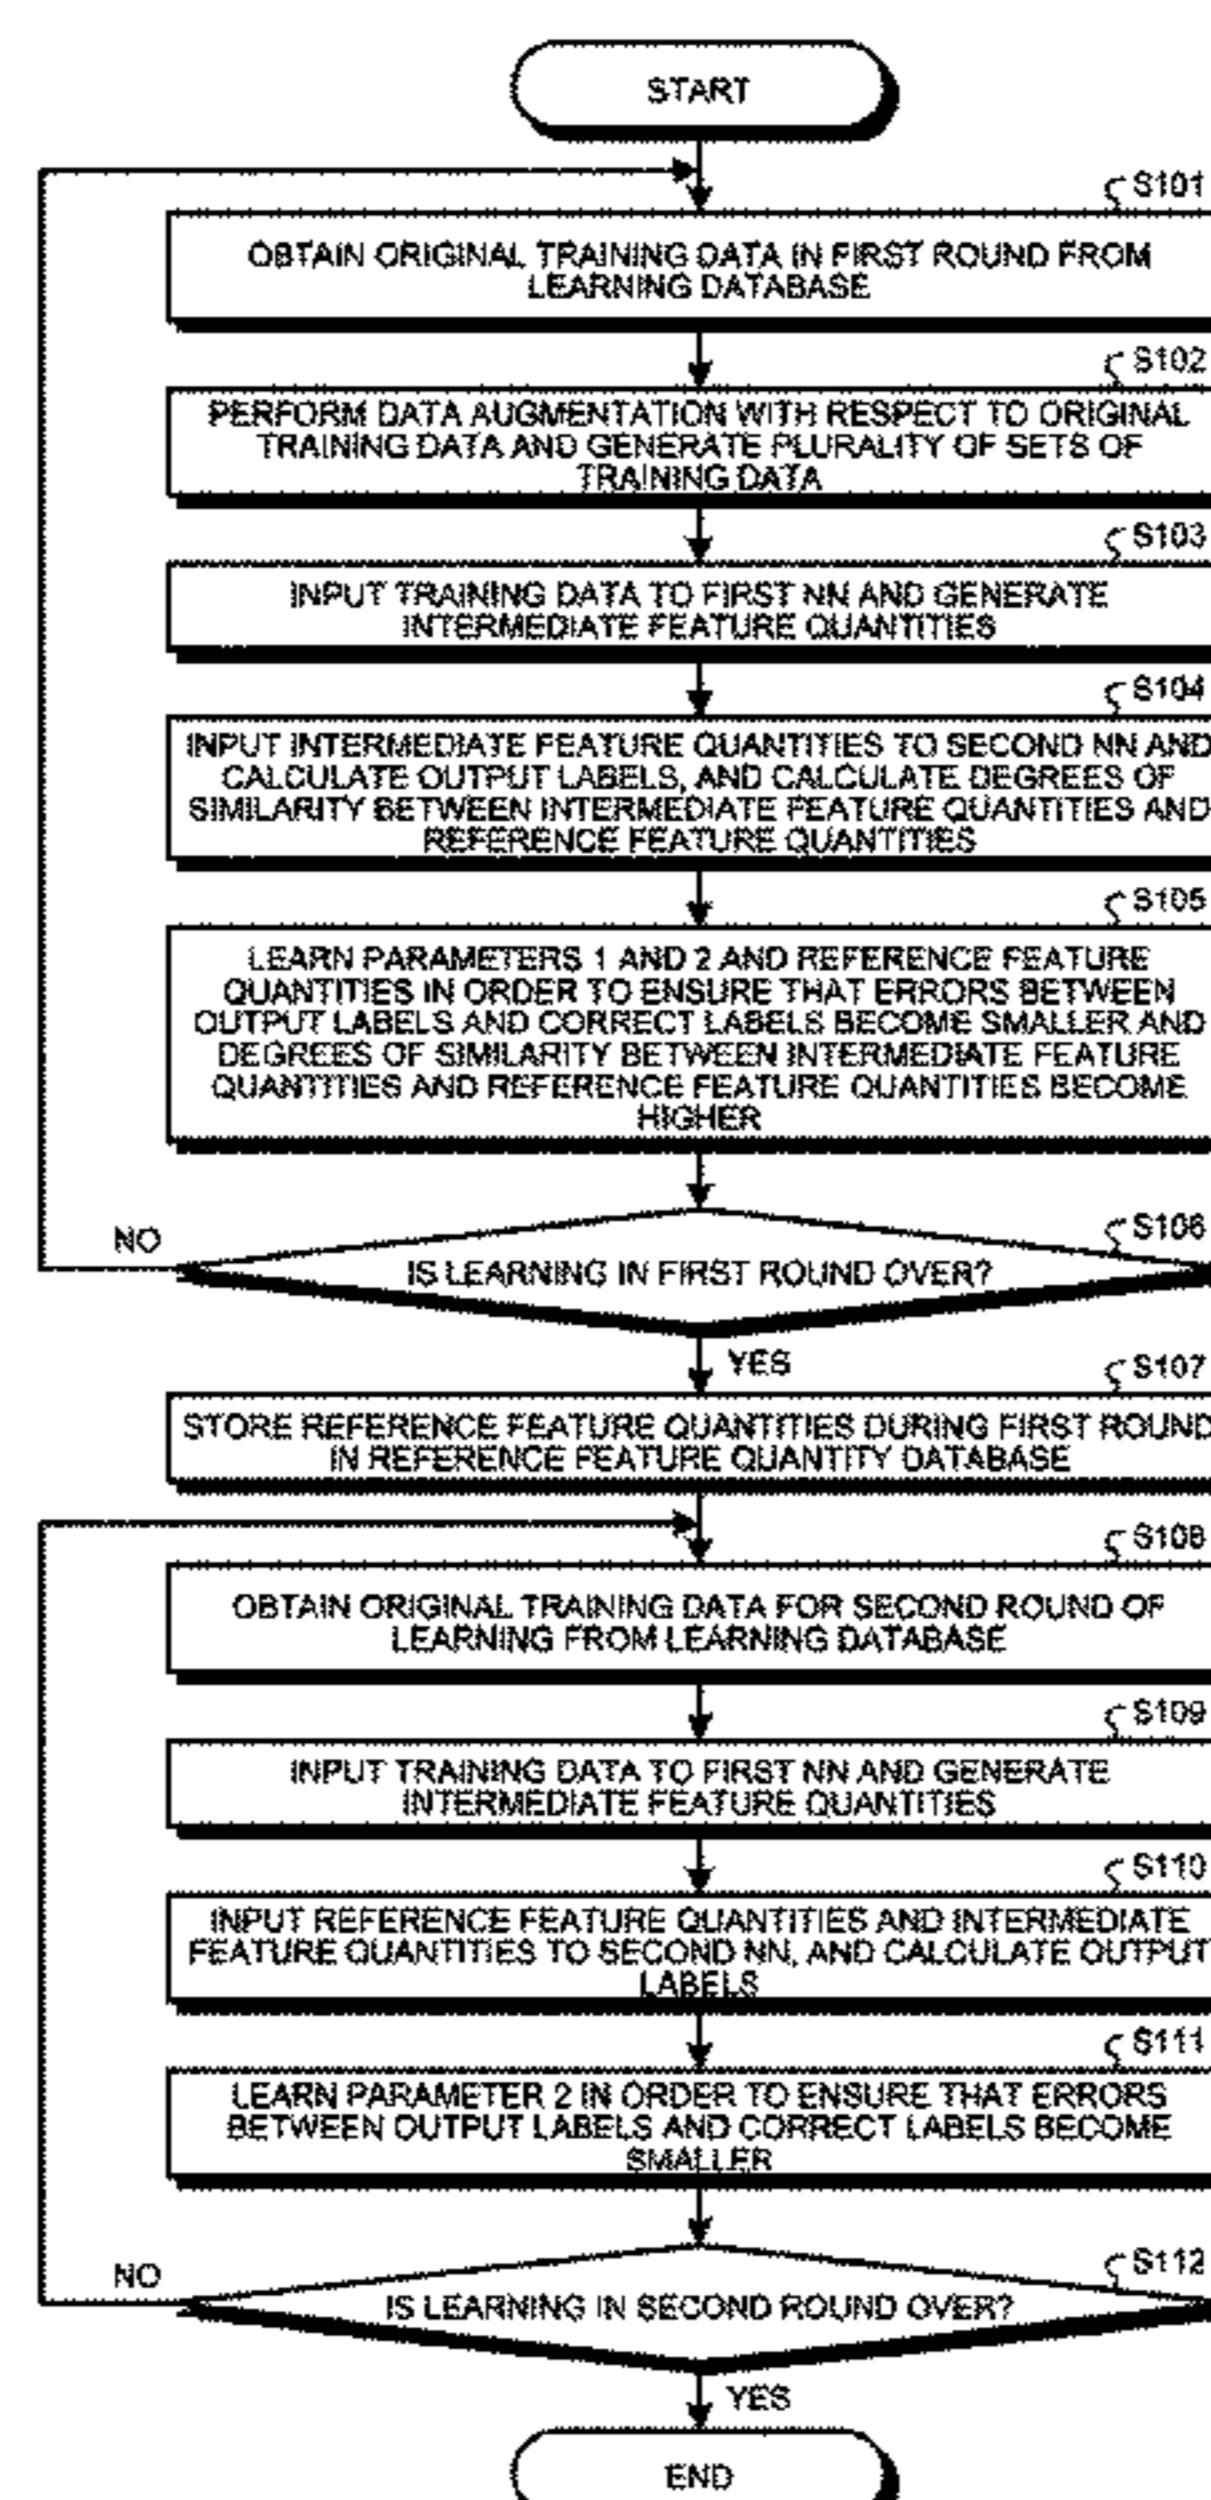 START
S101
OBTAIN ORIGINAL TRAINING DATA IN FIRST ROUND FROM
LEARNING DATABASE
S102
PERFORM DATA AUGMENTATION WITH RESPECT TO ORIGINAL
TRAINING DATA AND GENERATE PLURALITY OF SETS OF
TRAINING DATA
S103
INPUT TRAINING DATA TO FIRST NN AND GENERATE
INTERMEDIATE FEATURE QUANTITIES
S104
INPUT INTERMEDIATE FEATURE QUANTITIES TO SECOND NN AND
CALCULATE OUTPUT LABELS, AND CALCULATE DEGREES OF
SIMILARITY BETWEEN INTERMEDIATE FEATURE QUANTITIES AND
REFERENCE FEATURE QUANTITIES
S105
LEARN PARAMETERS 1 AND 2 AND REFERENCE FEATURE
QUANTITIES IN ORDER TO ENSURE THAT ERRORS BETWEEN
OUTPUT LABELS AND CORRECT LABELS BECOME SMALLER AND
DEGREES OF SIMILARITY BETWEEN INTERMEDIATE FEATURE
QUANTITIES AND REFERENCE FEATURE QUANTITIES BECOME
HIGHER
S106
NO
IS LEARNING IN FIRST ROUND OVER?
YES
S107
STORE REFERENCE FEATURE QUANTITIES DURING FIRST ROUND
IN REFERENCE FEATURE QUANTITY DATABASE
S108
OBTAIN ORIGINAL TRAINING DATA FOR SECOND ROUND OF
LEARNING FROM LEARNING DATABASE
S109
INPUT TRAINING DATA TO FIRST NN AND GENERATE
INTERMEDIATE FEATURE QUANTITIES
S110
INPUT REFERENCE FEATURE QUANTITIES AND INTERMEDIATE
FEATURE QUANTITIES TO SECOND NN, AND CALCULATE OUTPUT
LABELS
S111
LEARN PARAMETER 2 IN ORDER TO ENSURE THAT ERRORS
BETWEEN OUTPUT LABELS AND CORRECT LABELS BECOME
SMALLER
S112
NO
IS LEARNING IN SECOND ROUND OVER?
YES
END